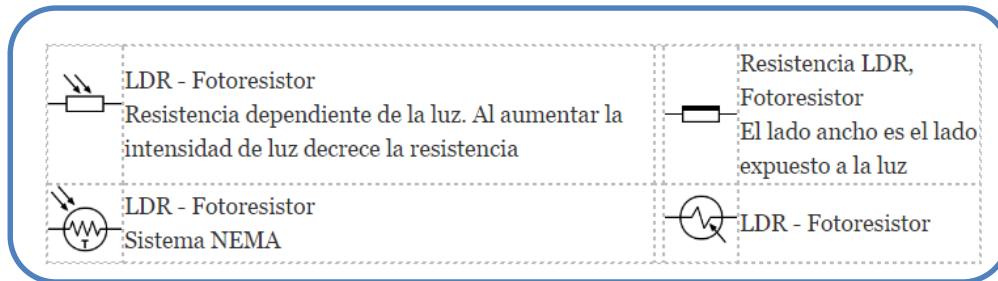 LDR - Fotoresistor
Resistencia dependiente de la luz. Al aumentar la
intensidad de luz decrece la resistencia
Resistencia LDR,
Fotoresistor
El lado ancho es el lado
expuesto a la luz
LDR - Fotoresistor
Sistema NEMA
T
LDR - Fotoresistor